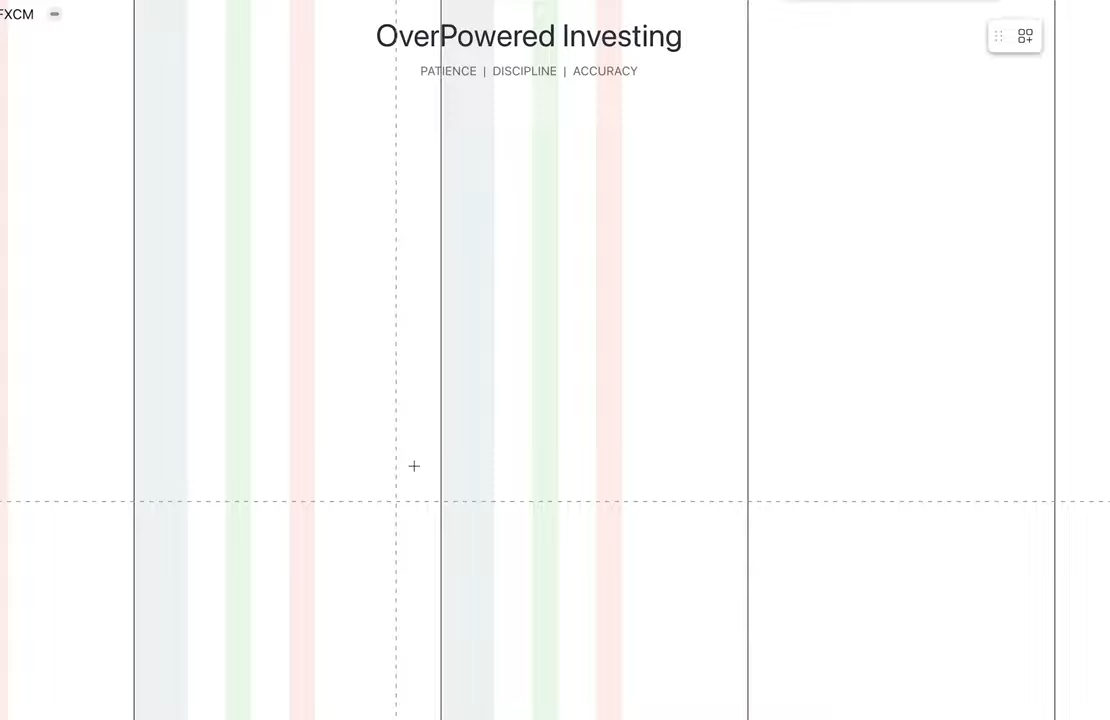 FXCM
OverPowered Investing
PATIENCE | DISCIPLINE | ACCURACY